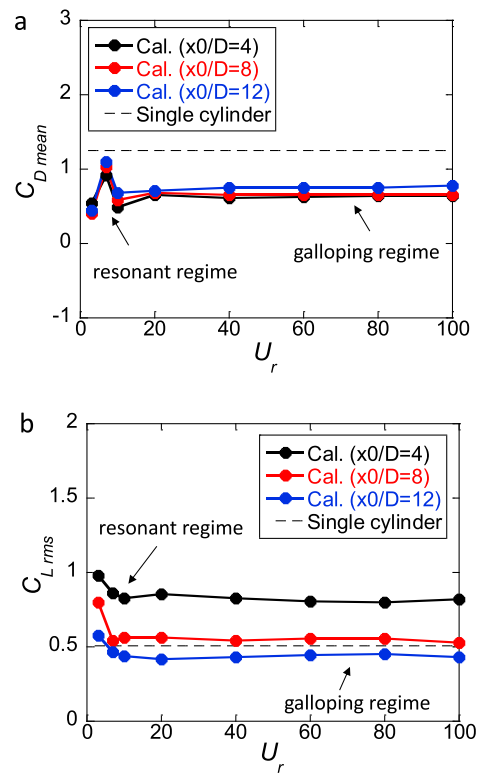 a
3
Cal. (x0/D=4)
Cal. (x0/D=8)
Cal. (x0/D=12)
Single cylinder
2
1
0
-1
C_D mean
resonant regime
galloping regime
0 20 40 60 80 100
U_r
b
2
Cal. (x0/D=4)
Cal. (x0/D=8)
Cal. (x0/D=12)
Single cylinder
1.5
1
0.5
0
C_L rms
resonant regime
galloping regime
0 20 40 60 80 100
U_r